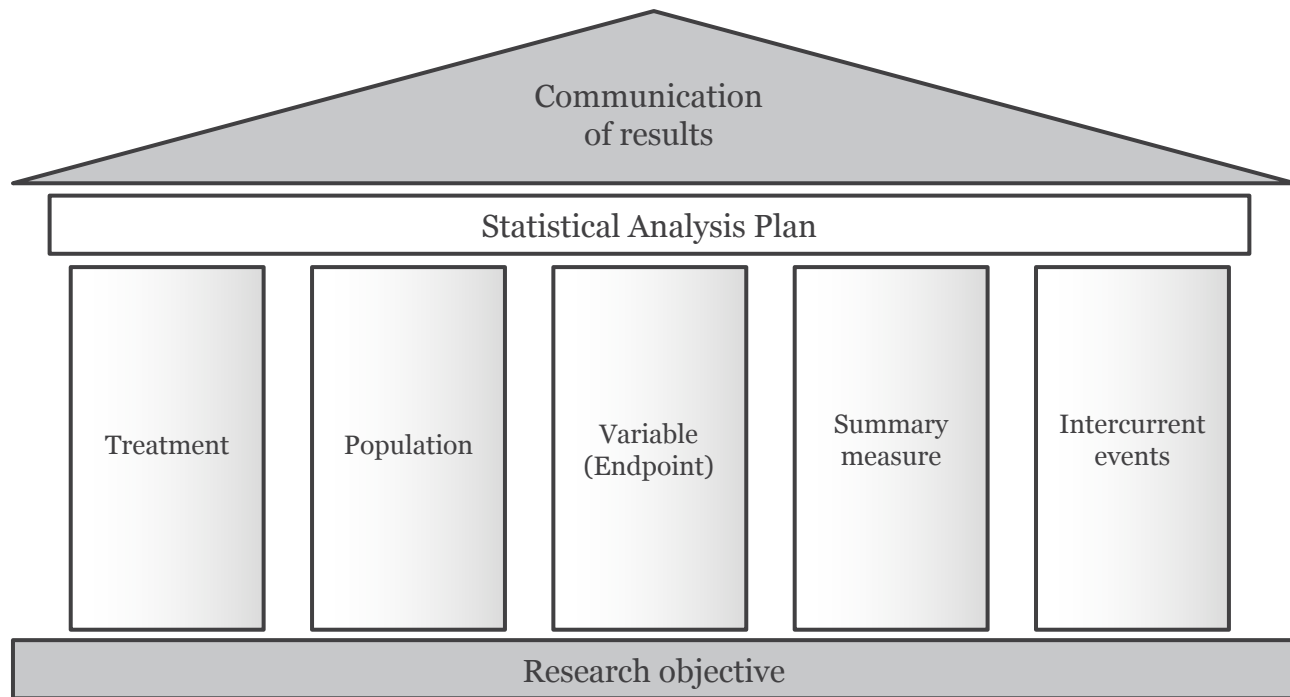 Communication
of results
Statistical Analysis Plan
Treatment
Population
Variable
(Endpoint)
Summary
measure
Intercurrent
events
Research objective